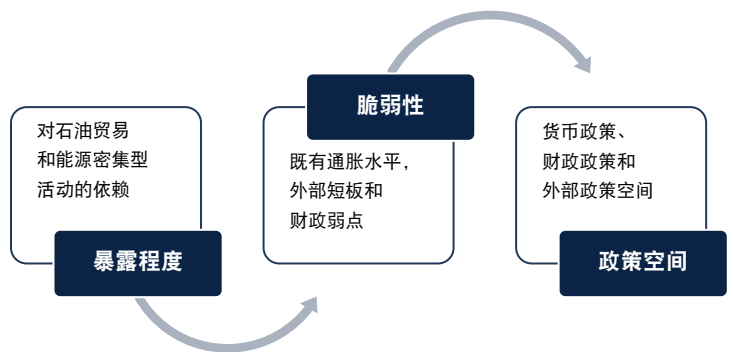 对石油贸易
和能源密集型
活动的依赖
暴露程度
脆弱性
既有通胀水平，
外部短板和
财政弱点
货币政策、
财政政策和
外部政策空间
政策空间